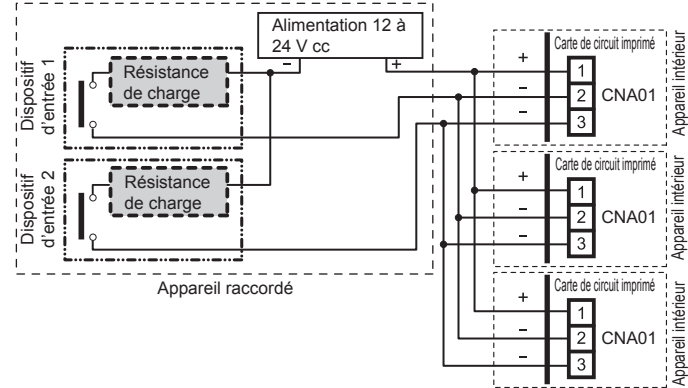 Alimentation 12 à
24 V cc
–
+
Dispositif
d'entrée 1
Résistance
de charge
Dispositif
d'entrée 2
Résistance
de charge
Appareil raccordé
Carte de circuit imprimé
+
–
–
1
2
3
CNA01
Appareil intérieur
Carte de circuit imprimé
+
–
–
1
2
3
CNA01
Appareil intérieur
Carte de circuit imprimé
+
–
–
1
2
3
CNA01
Appareil intérieur